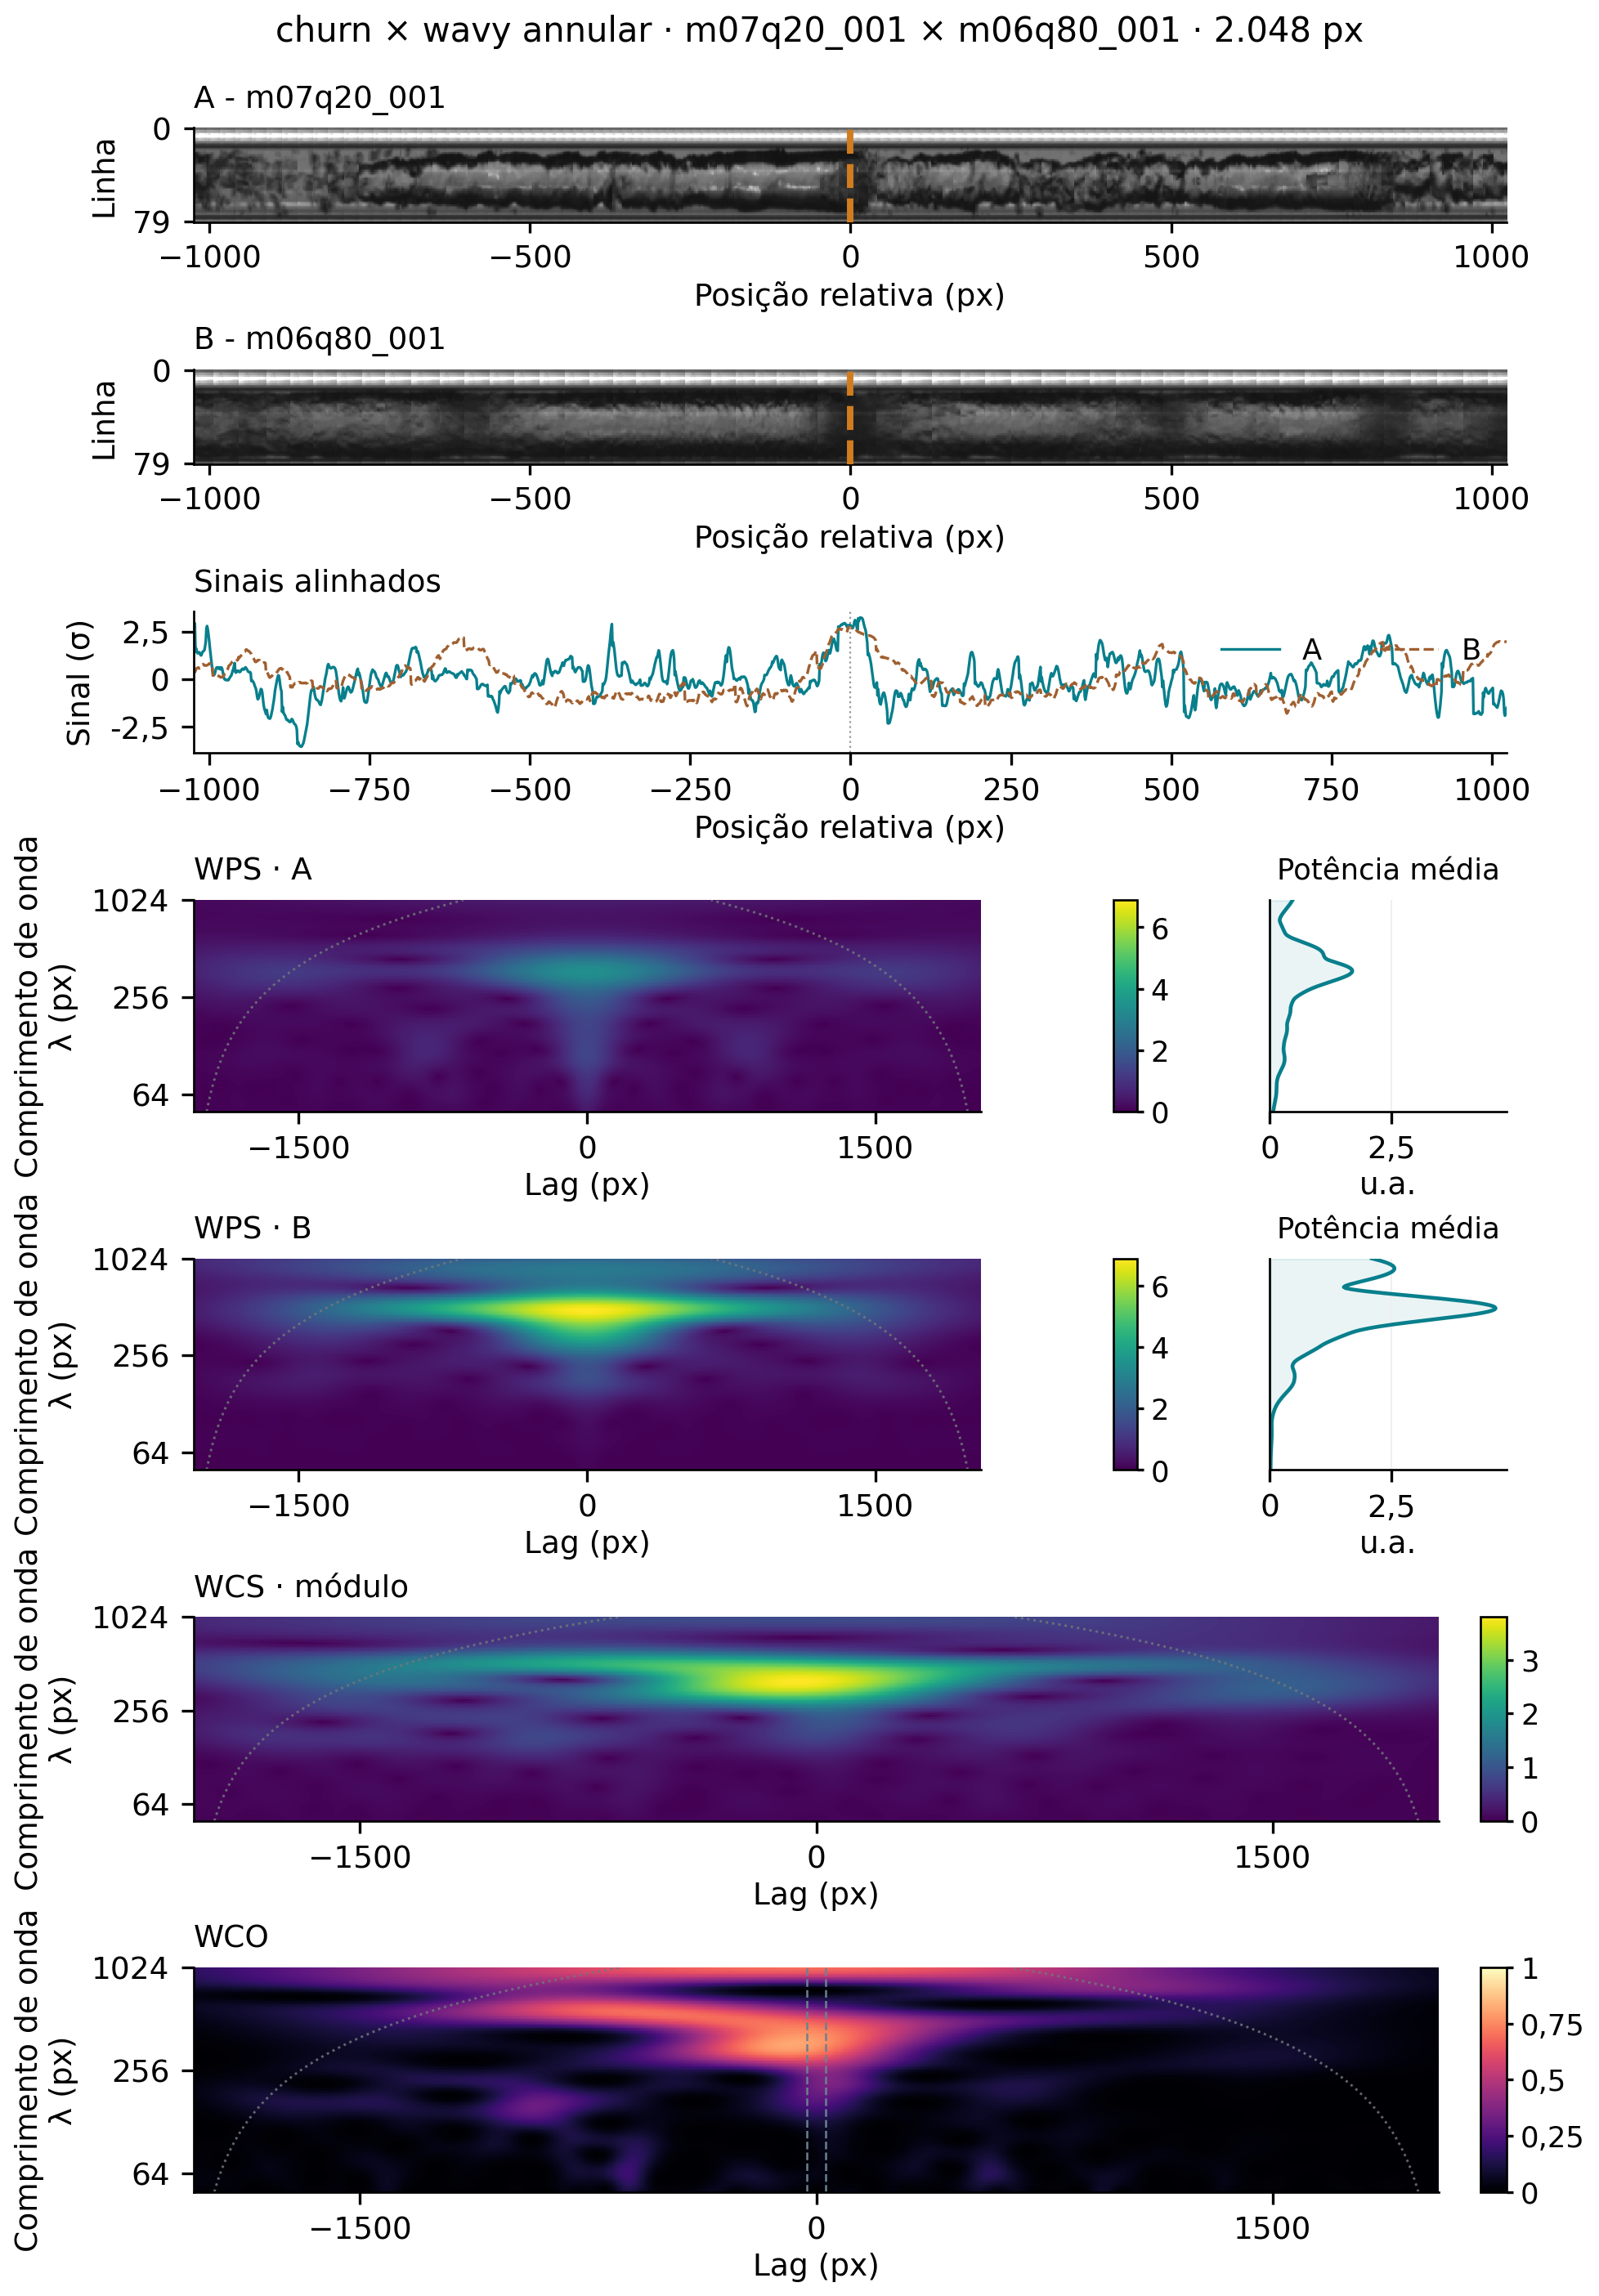 churn × wavy annular · m07q20_001 × m06q80_001 · 2.048 px
A - m07q20_001
Linha
0
79
−1000
−500
0
500
1000
Posição relativa (px)
B - m06q80_001
Linha
0
79
−1000
−500
0
500
1000
Posição relativa (px)
Sinais alinhados
Sinal (σ)
2,5
0
-2,5
A
B
−1000
−750
−500
−250
0
250
500
750
1000
Posição relativa (px)
WPS · A
Comprimento de onda
λ (px)
1024
256
64
−1500
0
1500
Lag (px)
6
4
2
0
Potência média
0
2,5
u.a.
WPS · B
Comprimento de onda
λ (px)
1024
256
64
−1500
0
1500
Lag (px)
6
4
2
0
Potência média
0
2,5
u.a.
WCS · módulo
Comprimento de onda
λ (px)
1024
256
64
−1500
0
1500
Lag (px)
3
2
1
0
WCO
Comprimento de onda
λ (px)
1024
256
64
−1500
0
1500
Lag (px)
1
0,75
0,5
0,25
0